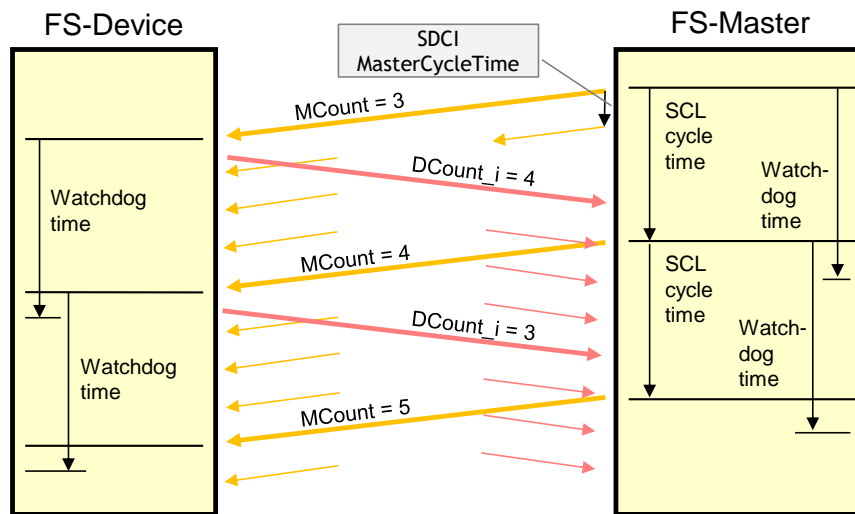 FS-Device
FS-Master
SDCI
MasterCycleTime
MCount = 3
SCL
cycle
time
DCount_i = 4
Watch-
dog
time
Watchdog
time
MCount = 4
SCL
cycle
time
DCount_i = 3
Watch-
dog
time
Watchdog
time
MCount = 5